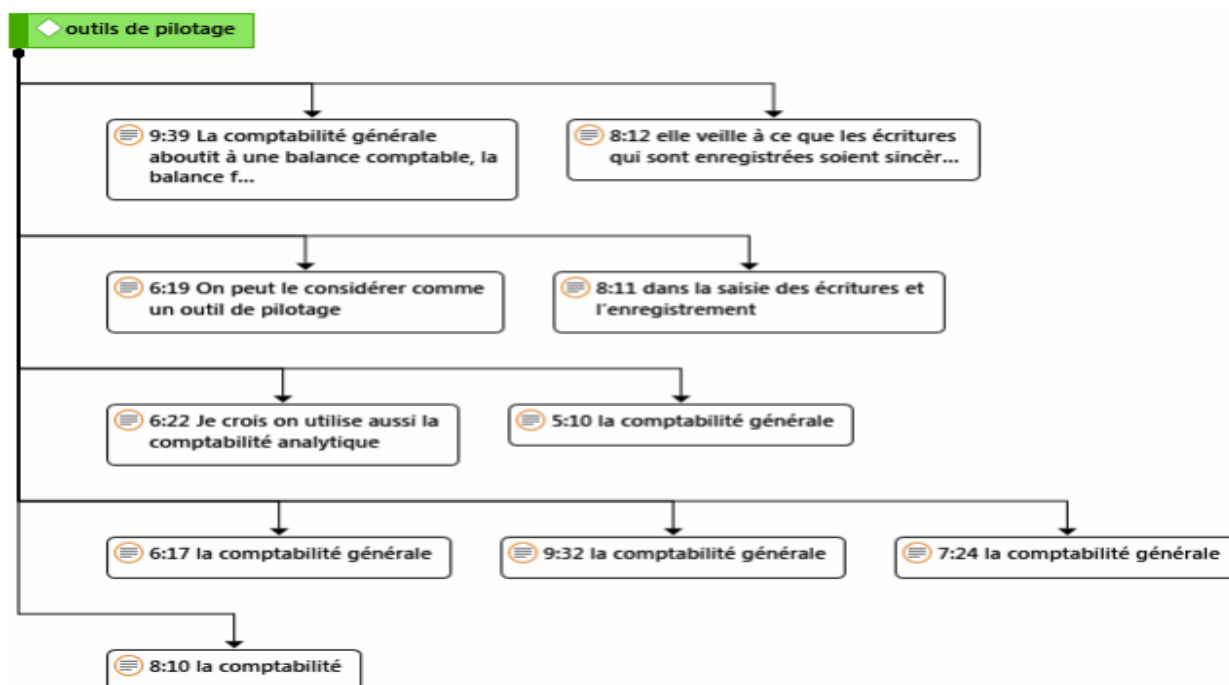 outils de pilotage
9:39 La comptabilité générale
aboutit à une balance comptable, la
balance f...
8:12 elle veille à ce que les écritures
qui sont enregistrées soient sincèr...
6:19 On peut le considérer comme
un outil de pilotage
8:11 dans la saisie des écritures et
l'enregistrement
6:22 Je crois on utilise aussi la
comptabilité analytique
5:10 la comptabilité générale
6:17 la comptabilité générale
9:32 la comptabilité générale
7:24 la comptabilité générale
8:10 la comptabilité